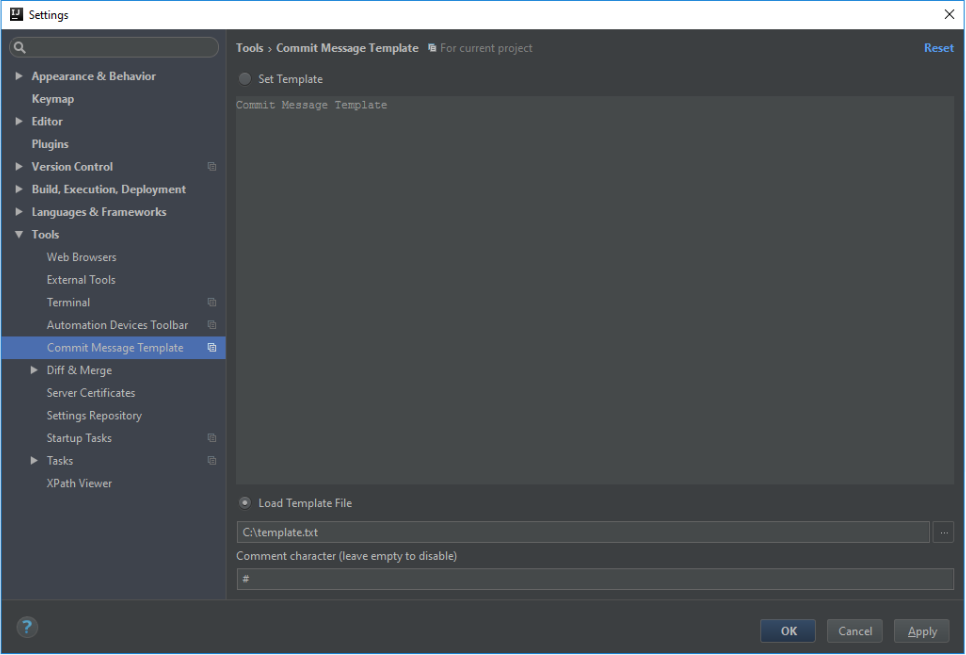 IJ Settings
Tools › Commit Message Template For current project Reset
Appearance & Behavior
Keymap
Editor
Plugins
Version Control
Build, Execution, Deployment
Languages & Frameworks
Tools
Web Browsers
External Tools
Terminal
Automation Devices Toolbar
Commit Message Template
Diff & Merge
Server Certificates
Settings Repository
Startup Tasks
Tasks
XPath Viewer
Set Template
Commit Message Template
Load Template File
C:\template.txt ...
Comment character (leave empty to disable)
#
?
OK Cancel Apply